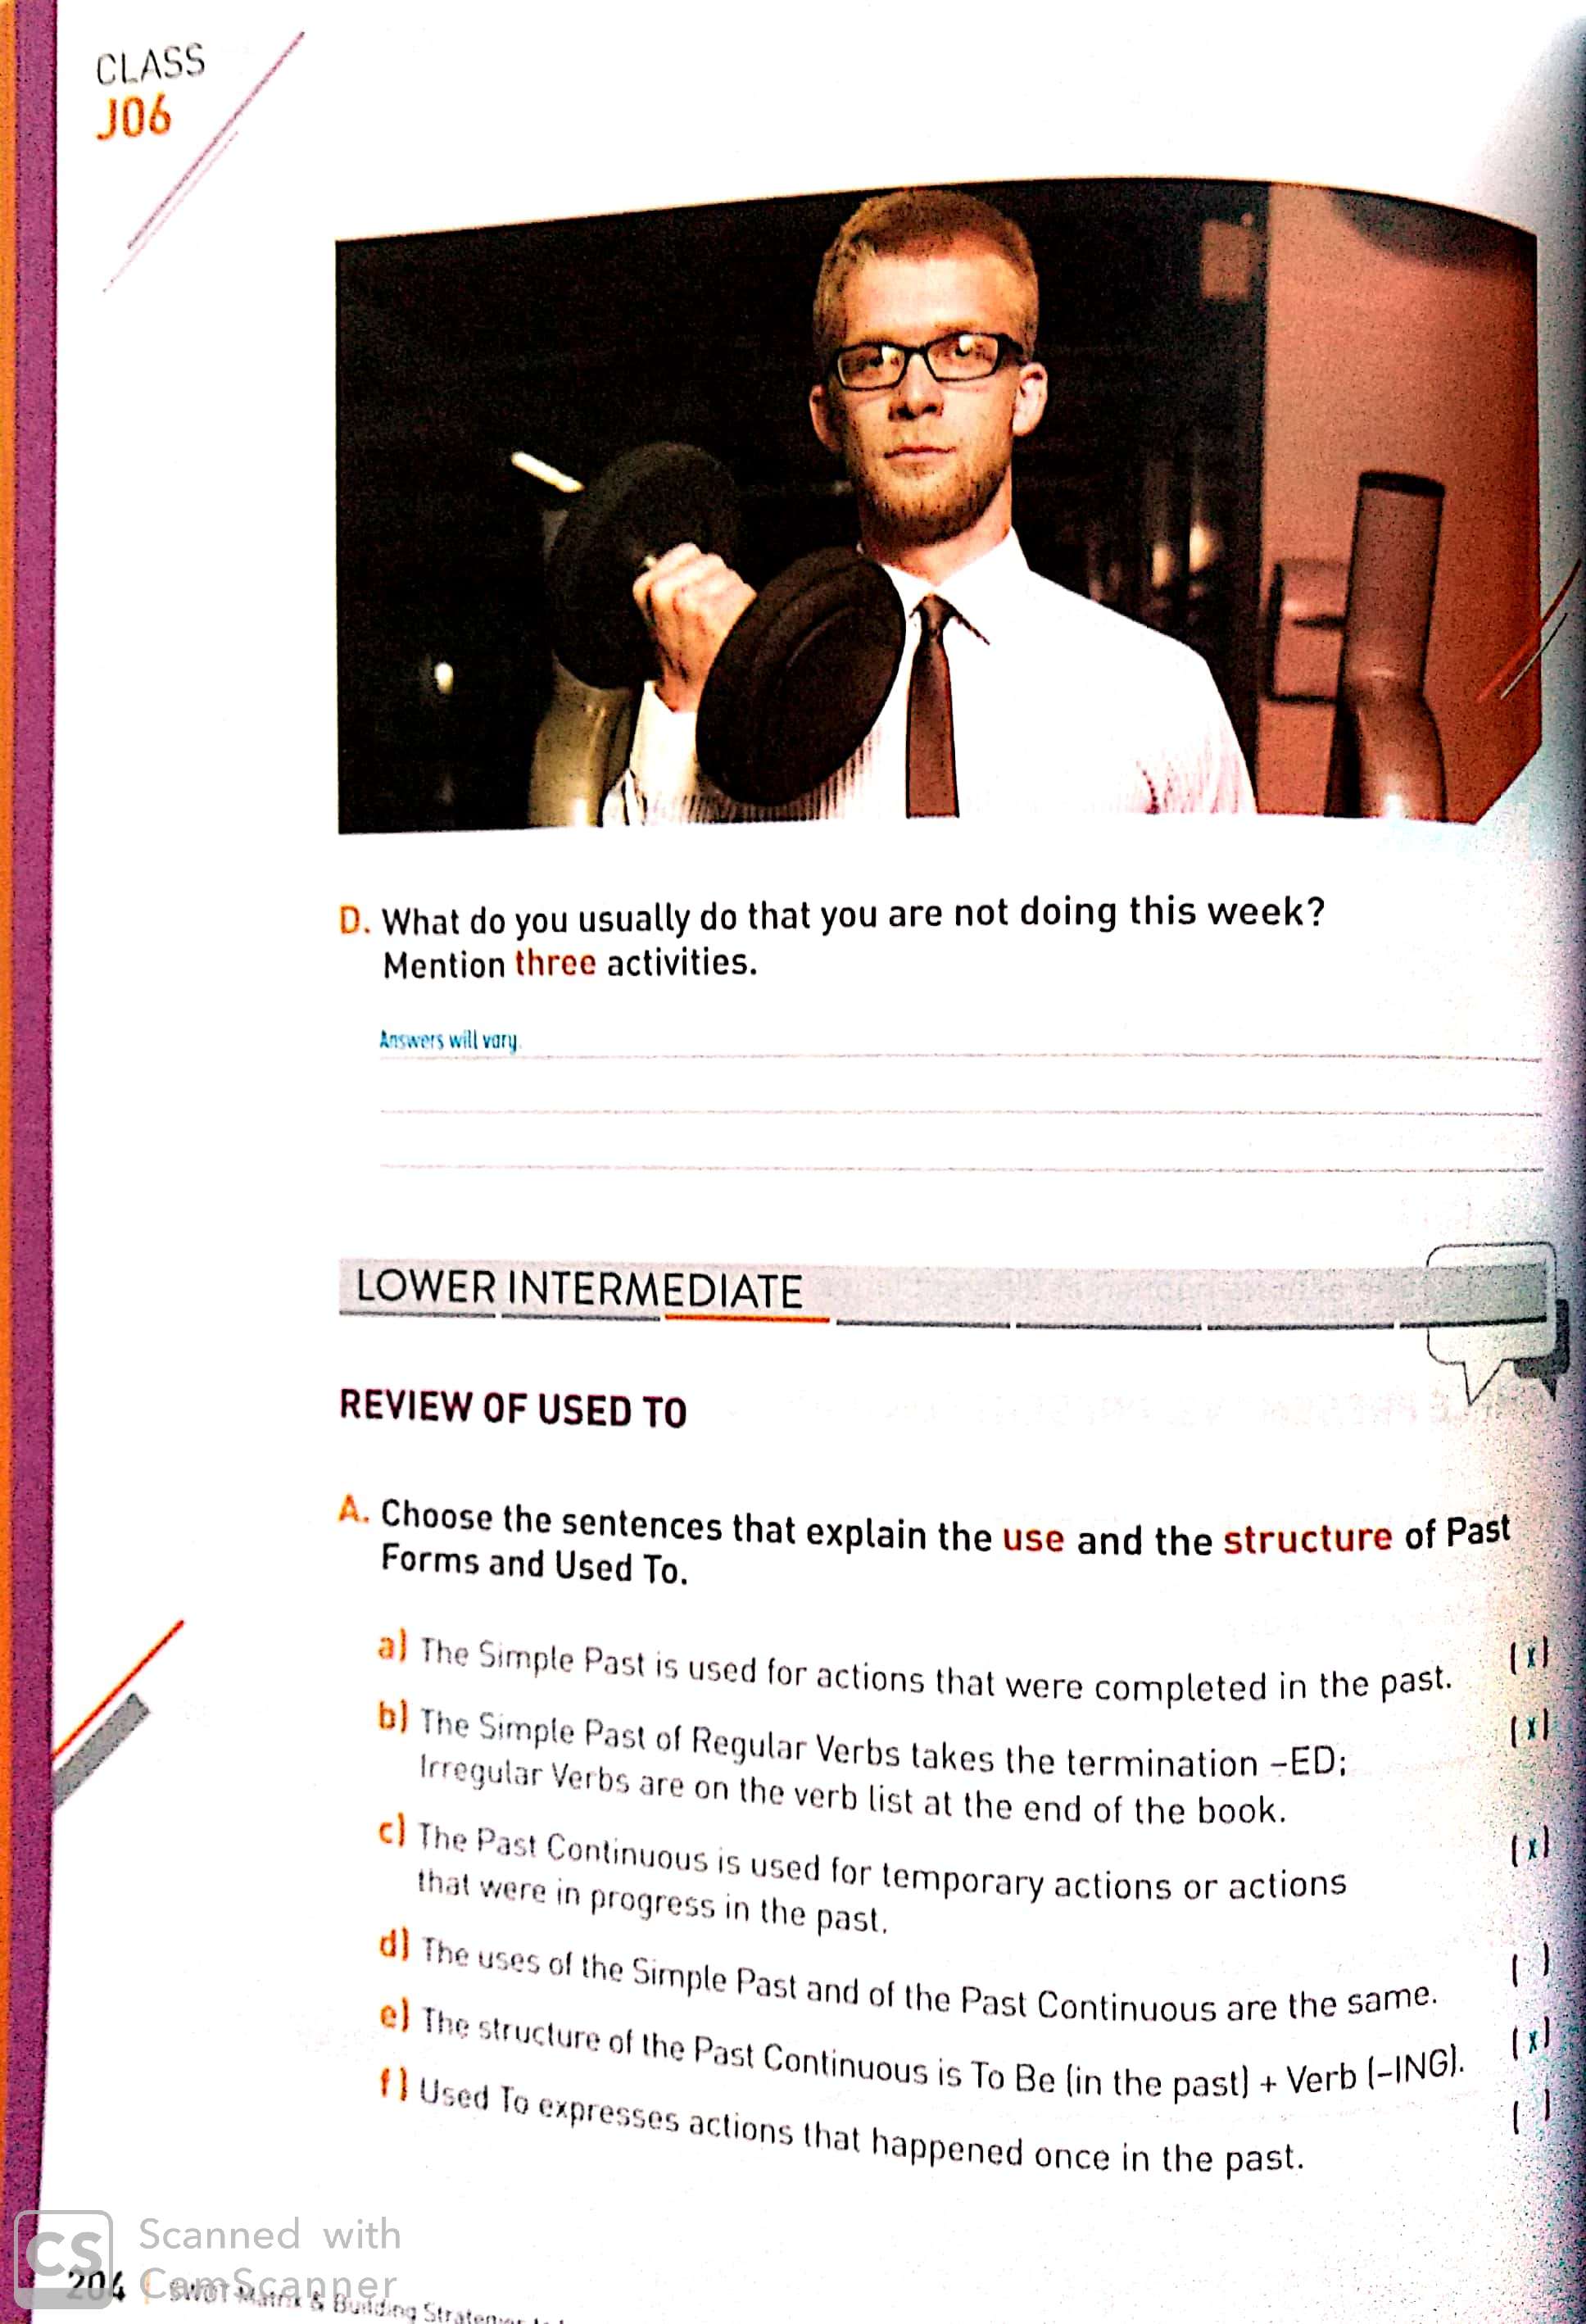 CLASS
J06
D. What do you usually do that you are not doing this week?
Mention three activities.
Answers will vary.
LOWER INTERMEDIATE
REVIEW OF USED TO
A. Choose the sentences that explain the use and the structure of Past
Forms and Used To.
a) The Simple Past is used for actions that were completed in the past. (x)
b) The Simple Past of Regular Verbs takes the termination –ED; (x)
Irregular Verbs are on the verb list at the end of the book.
c) The Past Continuous is used for temporary actions or actions (x)
that were in progress in the past.
d) The uses of the Simple Past and of the Past Continuous are the same. ( )
e) The structure of the Past Continuous is To Be (in the past) + Verb (–ING). (x)
f) Used To expresses actions that happened once in the past. ( )
CS Scanned with
CamScanner
204 | SWOT Matrix & Building